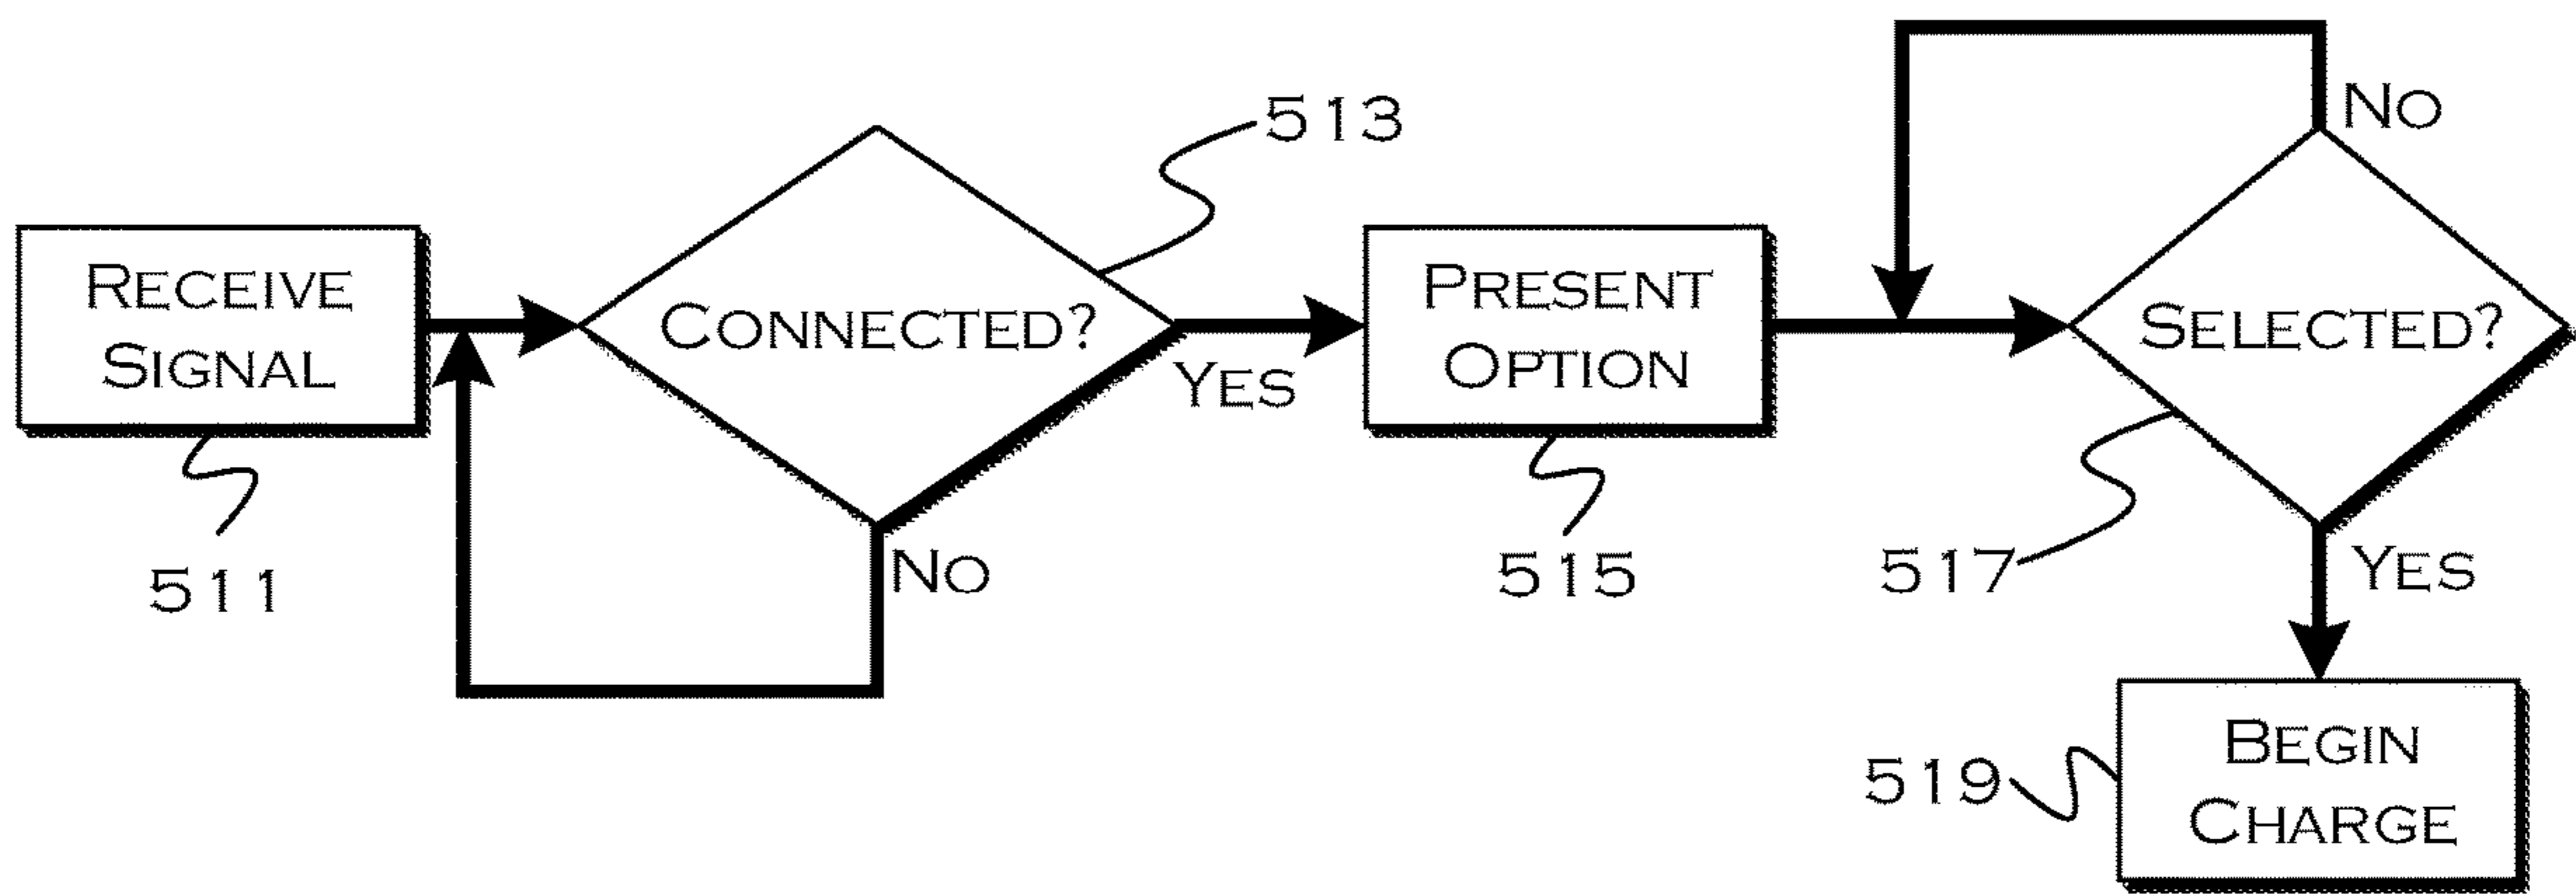 RECEIVE
SIGNAL
511
CONNECTED?
513
YES
NO
PRESENT
OPTION
515
SELECTED?
517
NO
YES
BEGIN
CHARGE
519